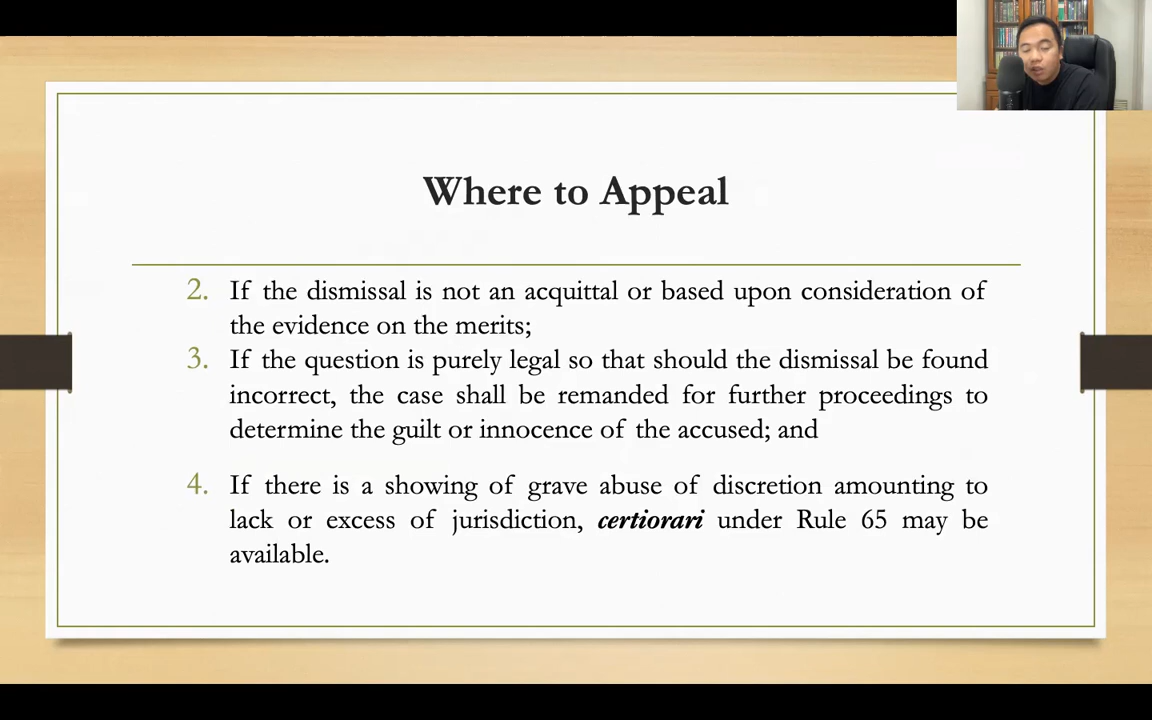 Where to Appeal
2. If the dismissal is not an acquittal or based upon consideration of
the evidence on the merits;
3. If the question is purely legal so that should the dismissal be found
incorrect, the case shall be remanded for further proceedings to
determine the guilt or innocence of the accused; and
4. If there is a showing of grave abuse of discretion amounting to
lack or excess of jurisdiction, certiorari under Rule 65 may be
available.